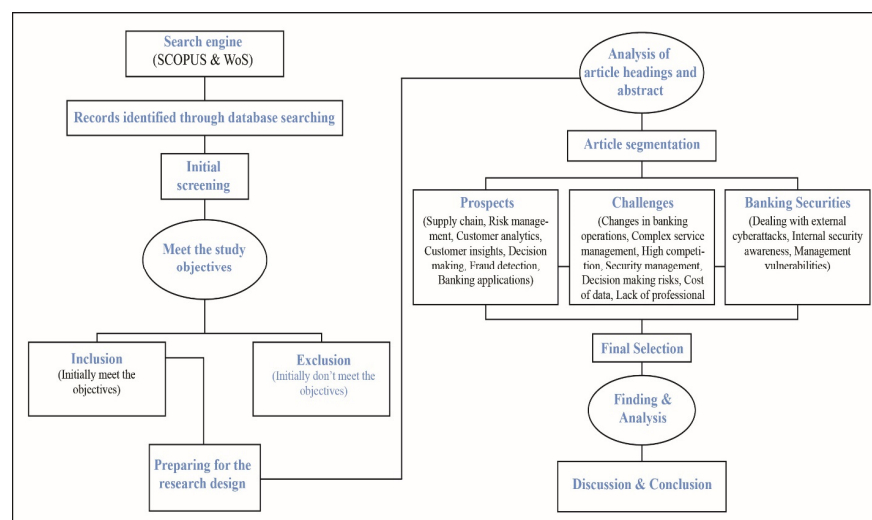 Search engine
(SCOPUS & WoS)
Records identified through database searching
Initial
screening
Meet the study
objectives
Inclusion
(Initially meet the
objectives)
Exclusion
(Initially don't meet the
objectives)
Preparing for the
research design
Analysis of
article headings and
abstract
Article segmentation
Prospects
(Supply chain, Risk manage-
ment, Customer analytics,
Customer insights, Decision
making, Fraud detection,
Banking applications)
Challenges
(Changes in banking
operations, Complex service
management, High competi-
tion, Security management,
Decision making risks, Cost
of data, Lack of professional
Banking Securities
(Dealing with external
cyberattacks, Internal security
awareness, Management
vulnerabilities)
Final Selection
Finding &
Analysis
Discussion & Conclusion